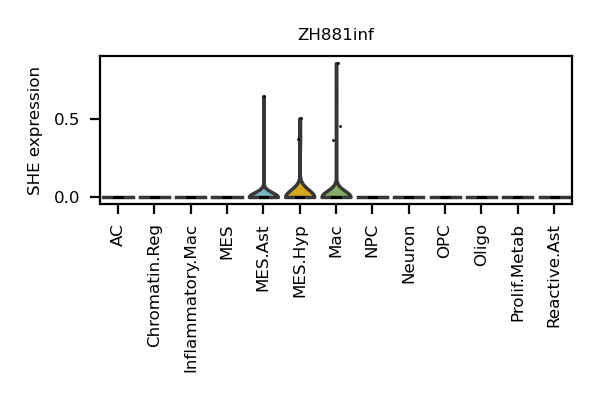 ZH881inf
SHE expression
0.5
0.0
AC
Chromatin.Reg
Inflammatory.Mac
MES
MES.Ast
MES.Hyp
Mac
NPC
Neuron
OPC
Oligo
Prolif.Metab
Reactive.Ast